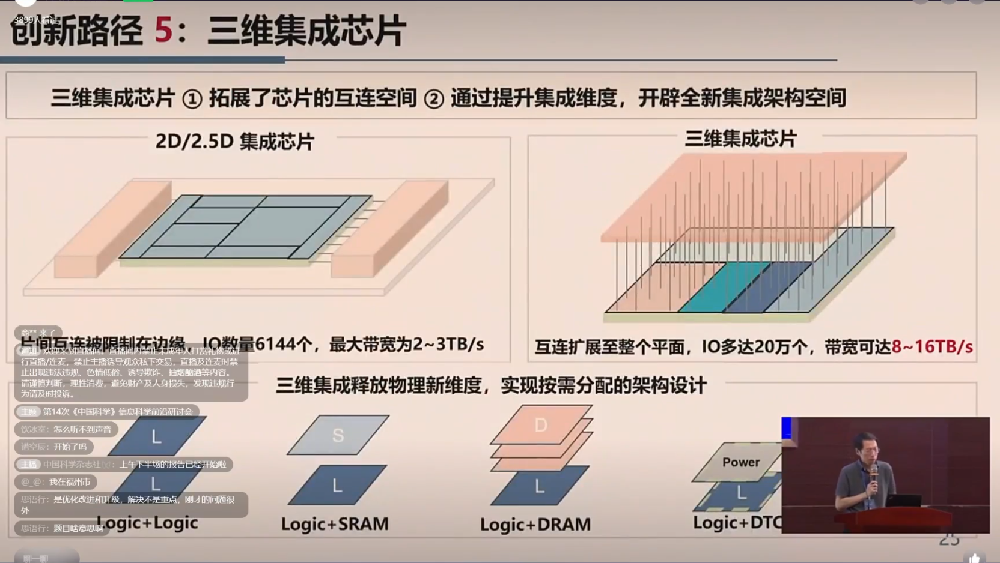 3899人看过
创新路径 5：三维集成芯片
三维集成芯片 ① 拓展了芯片的互连空间 ② 通过提升集成维度，开辟全新集成架构空间
2D/2.5D 集成芯片
片间互连被限制在边缘，IO数量6144个，最大带宽为2~3TB/s
三维集成芯片
互连扩展至整个平面，IO多达20万个，带宽可达8~16TB/s
三维集成释放物理新维度，实现按需分配的架构设计
L
L
Logic+Logic
S
L
Logic+SRAM
D
L
Logic+DRAM
Power
L
Logic+DTC
25
商** 来了
通知 欢迎来到直播间。直播间内禁止未成年人打赏礼物或进
行直播/连麦，禁止主播诱导观众私下交易，直播及连麦时禁
止出现违法违规、色情低俗、诱导欺诈、抽烟酗酒等内容。
请谨慎判断，理性消费，避免财产及人身损失，发现违规行
为请及时投诉。
主题 第14次《中国科学》信息科学前沿研讨会
饮冰室：怎么听不到声音
诺空辰：开始了吗
主播 中国科学杂志社：上午下半场的报告已经开始啦
@_@：我在福州市
思语行：是优化改进和升级，解决不是重点，刚才的问题很
外
思语行：题目啥意思啊
聊一聊